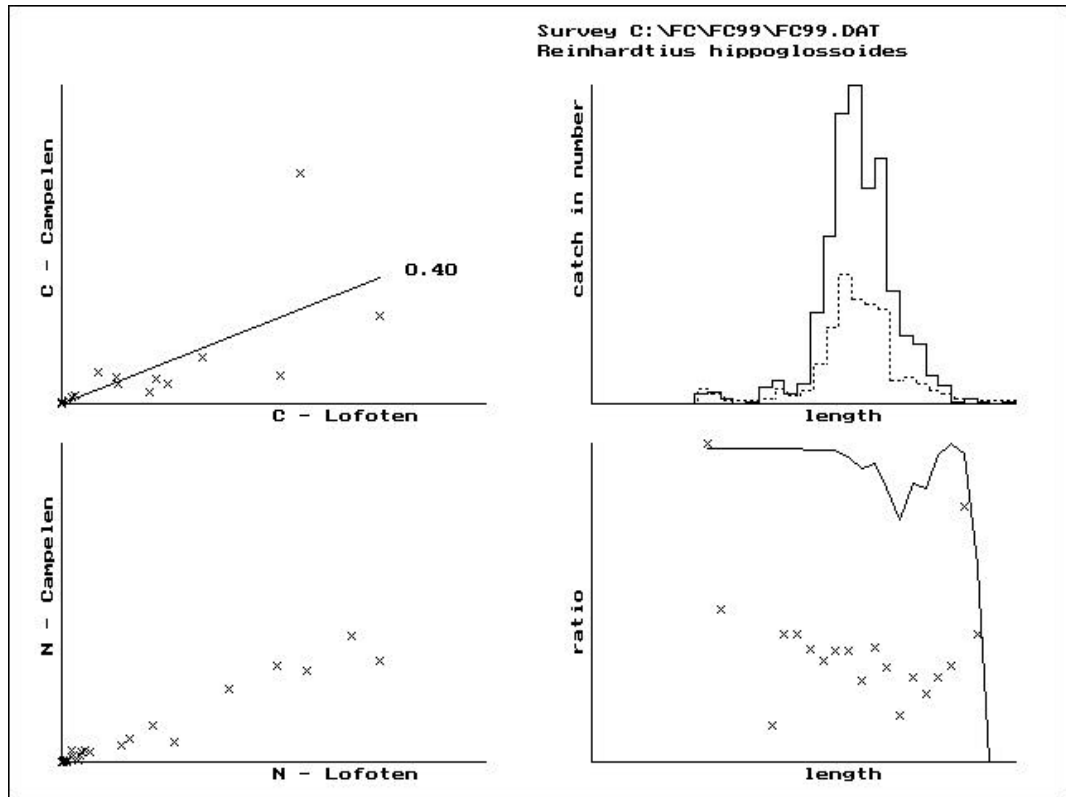 Survey C:\FC\FC99\FC99.DAT
Reinhardtius hippoglossoides
C - Campelen
0.40
C - Lofoten
catch in number
length
N - Campelen
N - Lofoten
ratio
length